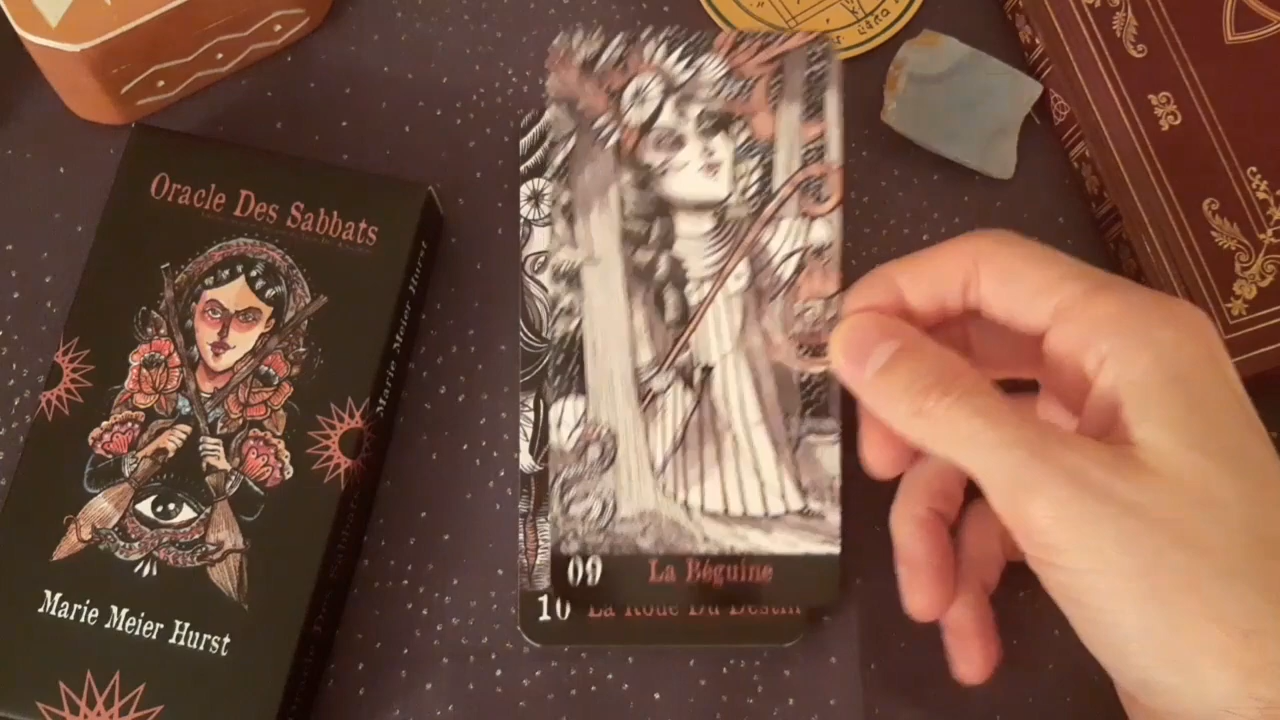 Oracle Des Sabbats
Marie Meier Hurst
Marie Meier Hurst
09 La Béguine
10 La Roue Du Destin